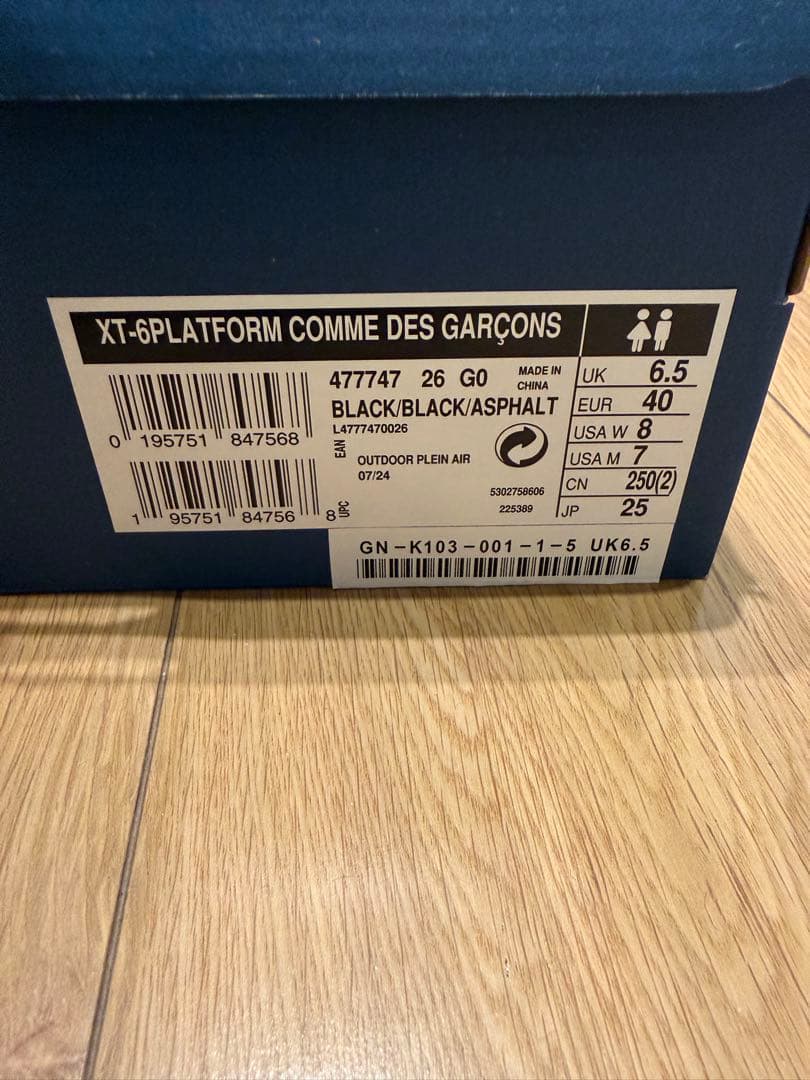 XT-6PLATFORM COMME DES GARÇONS
0 195751 847568
EAN
1 95751 84756 8
UPC
477747 26 G0
MADE IN
CHINA
BLACK/BLACK/ASPHALT
L4777470026
OUTDOOR PLEIN AIR
07/24
5302758606
225389
UK 6.5
EUR 40
USA W 8
USA M 7
CN 250(2)
JP 25
GN-K103-001-1-5 UK6.5